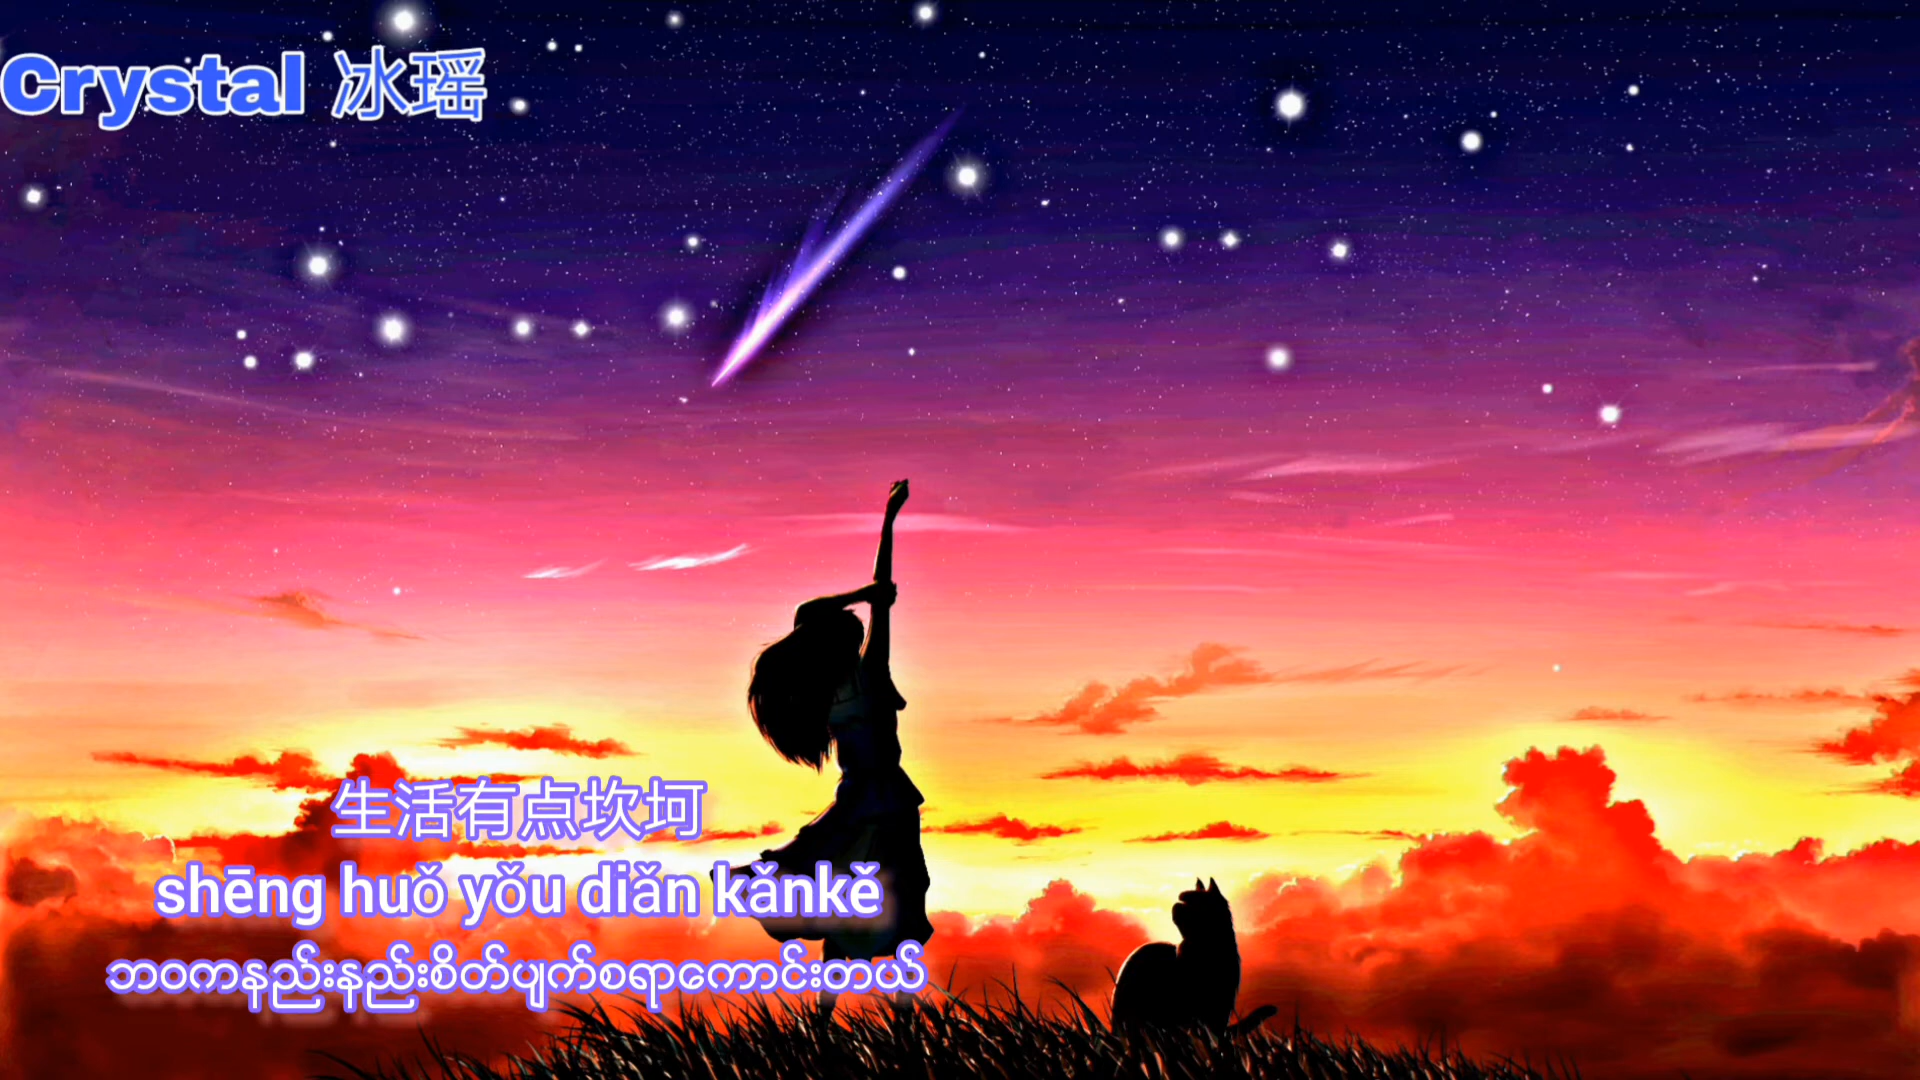 Crystal 冰瑶
生活有点坎坷
shēng huǒ yǒu diǎn kǎnkě
ဘဝကနည်းနည်းစိတ်ပျက်စရာကောင်းတယ်